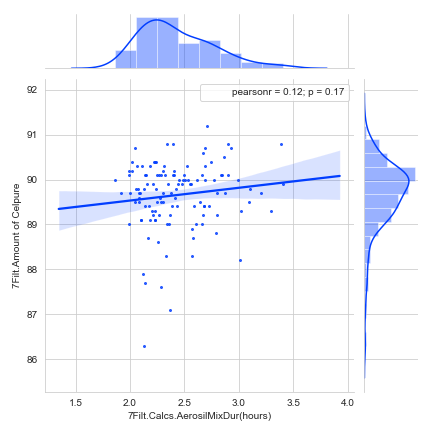 pearsonr = 0.12; p = 0.17
92
91
90
89
88
87
86
7Filt.Amount of Celpure
1.5 2.0 2.5 3.0 3.5 4.0
7Filt.Calcs.AerosilMixDur(hours)